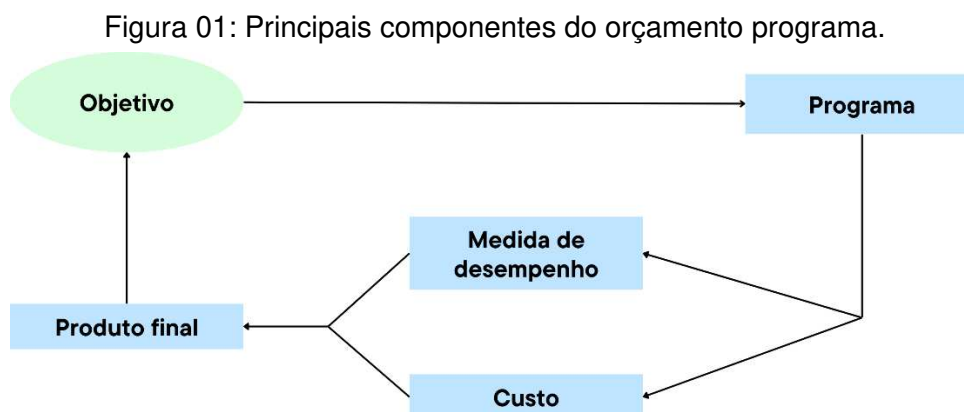 Figura 01: Principais componentes do orçamento programa.
Objetivo
Programa
Medida de
desempenho
Produto final
Custo